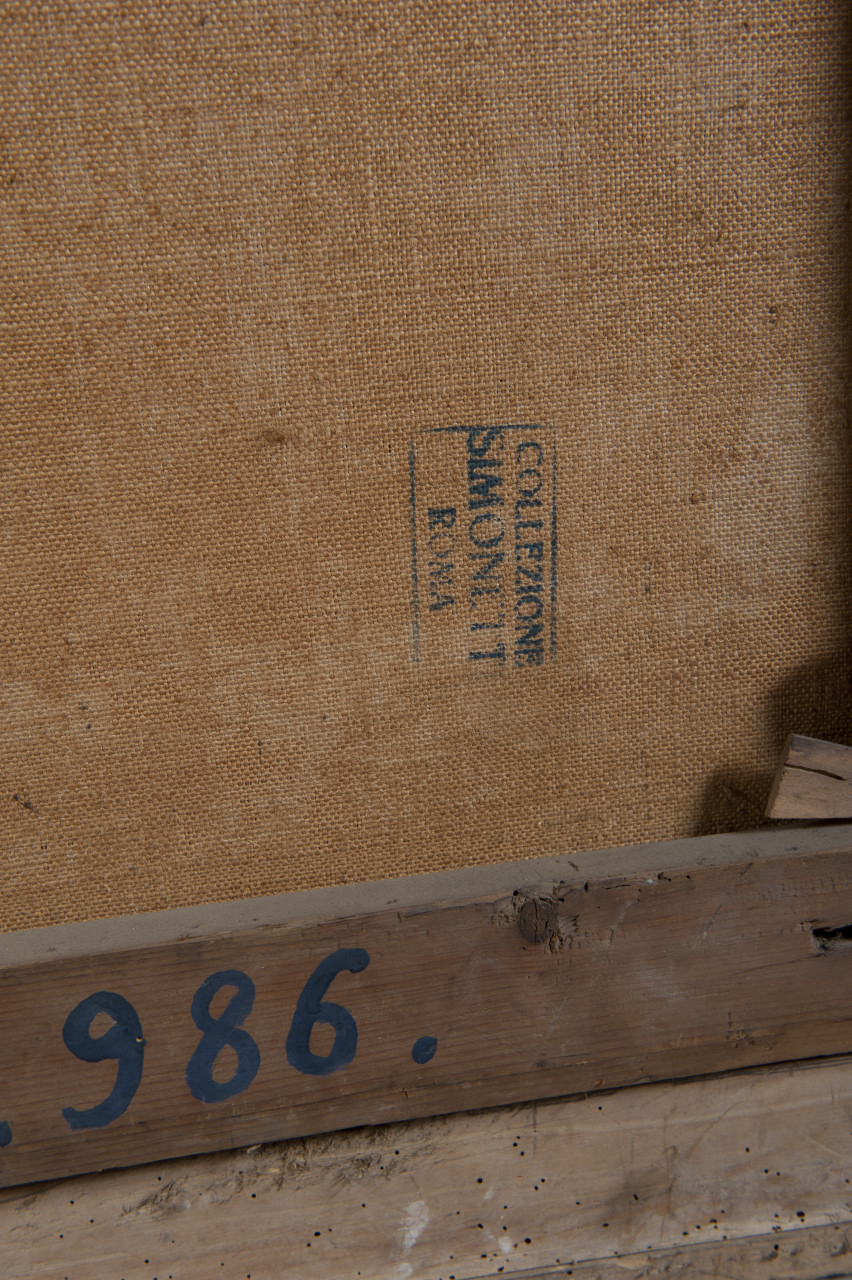 COLLEZIONE
SIMONETT
ROMA
.986.